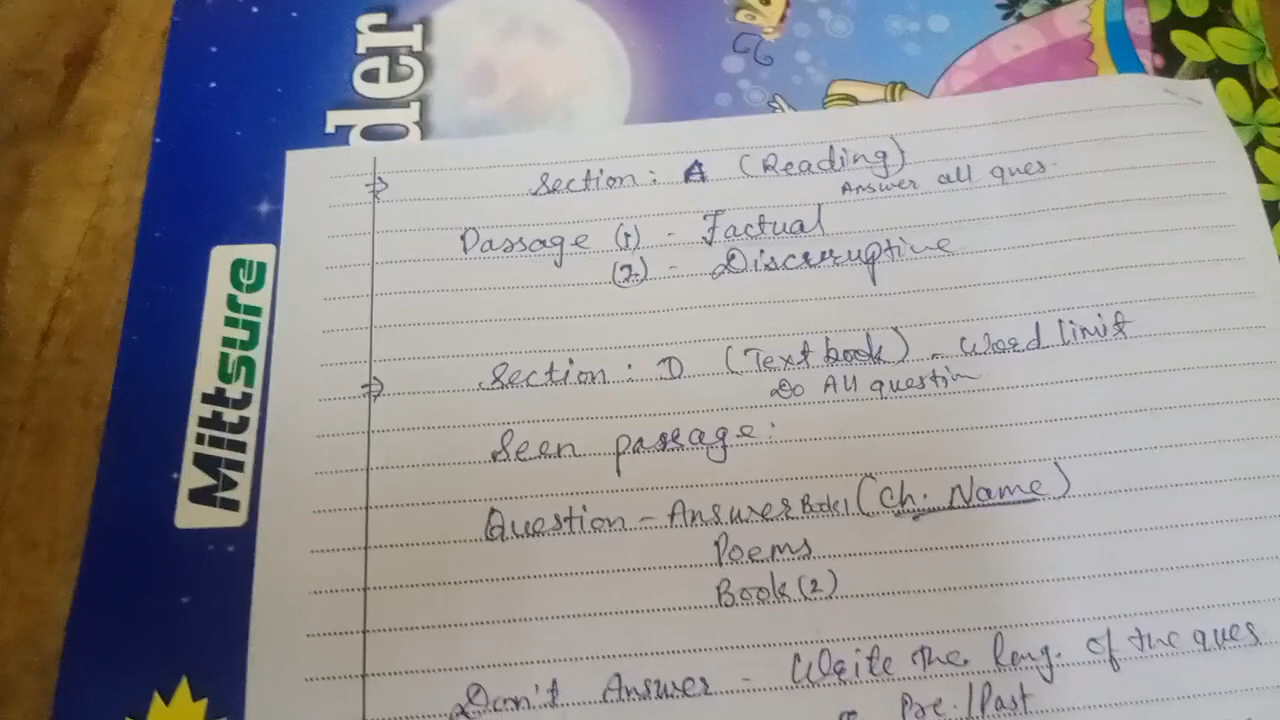 der
Mittsure
⇒ Section: A (Reading)
Answer all ques.
Passage (1) - Factual
(2) - Discruptive
⇒ Section: D (Text book) - Word limit
Do All question
Seen passage:
Question - Answer Book 1 (Ch. Name)
Poems
Book (2)
Don't Answer - Write the lang. of the ques
Pre./Past